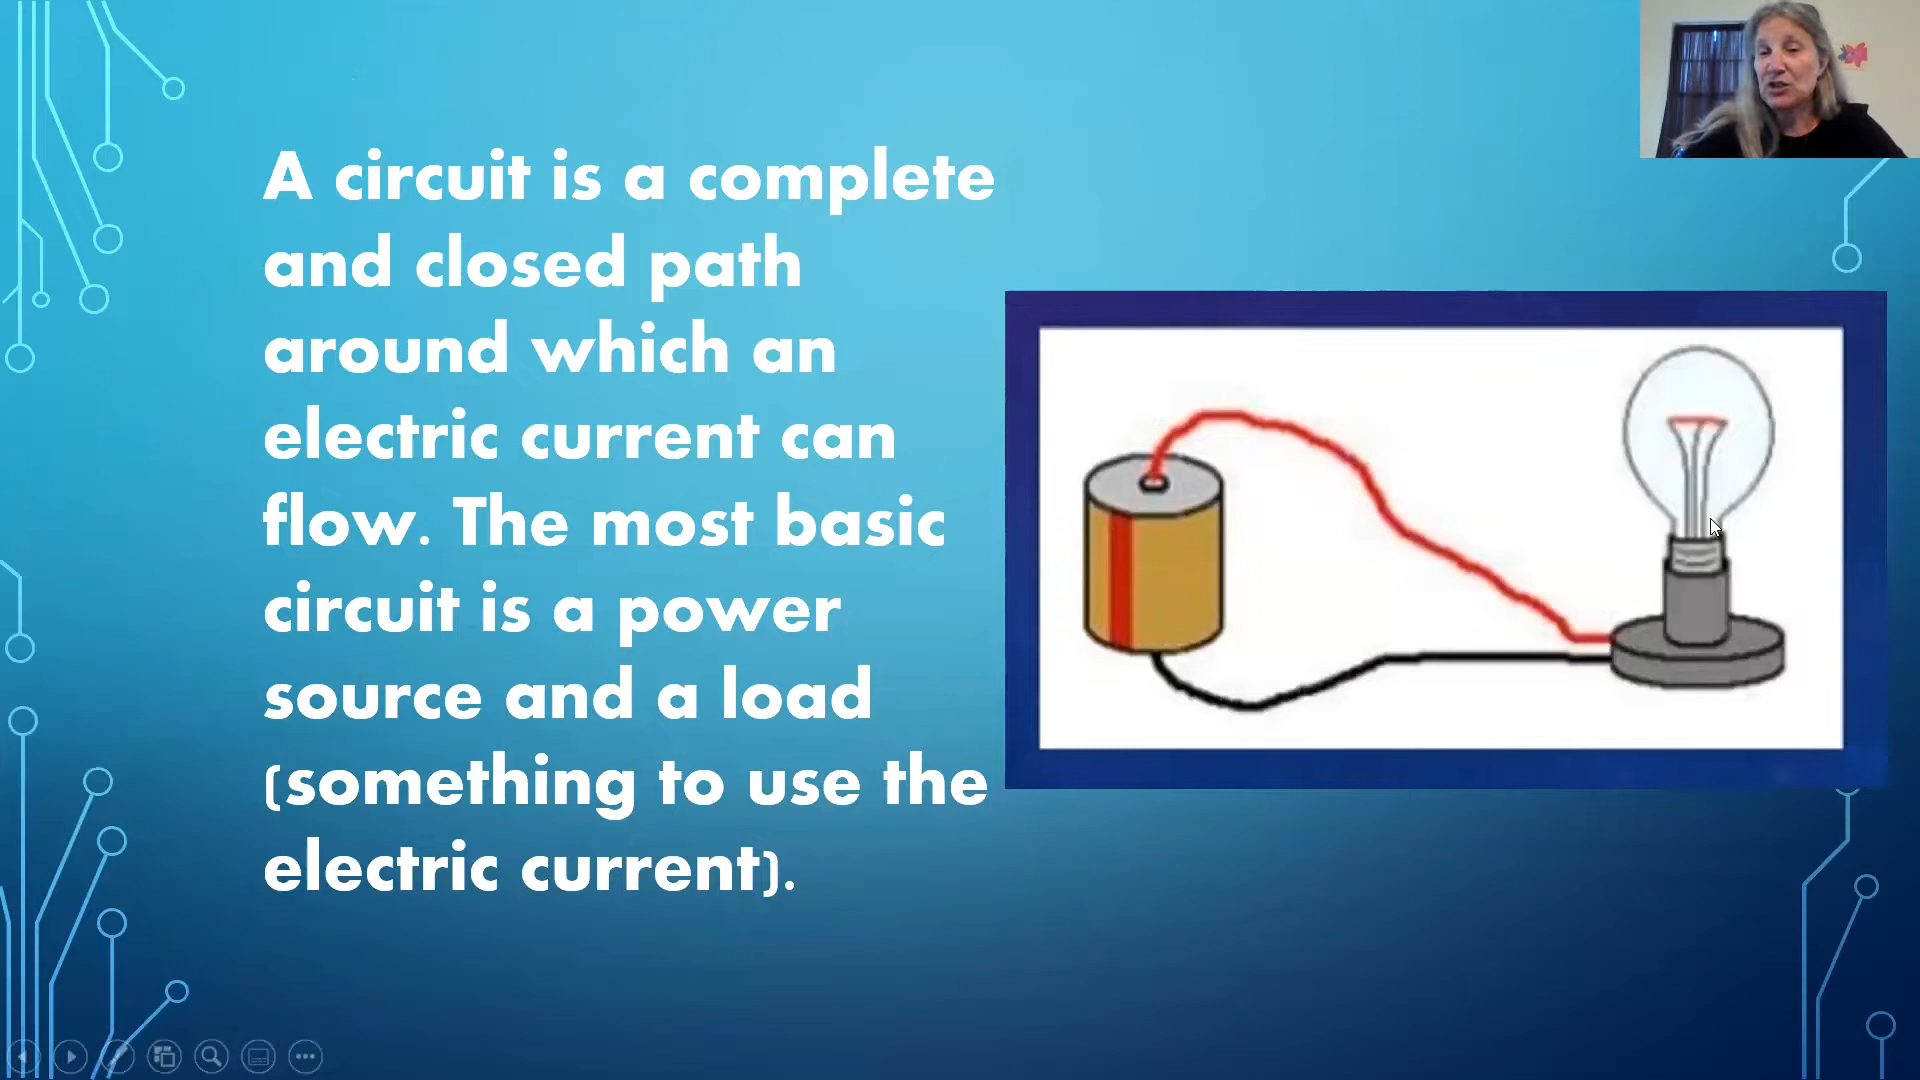 A circuit is a complete
and closed path
around which an
electric current can
flow. The most basic
circuit is a power
source and a load
(something to use the
electric current).